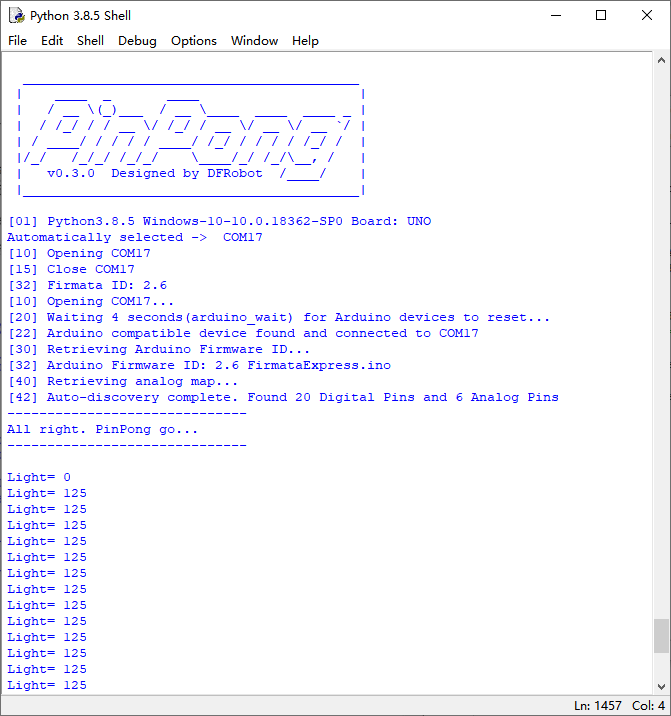 Python 3.8.5 Shell
File Edit Shell Debug Options Window Help
PinPong
v0.3.0 Designed by DFRobot
[01] Python3.8.5 Windows-10-10.0.18362-SP0 Board: UNO
Automatically selected -> COM17
[10] Opening COM17
[15] Close COM17
[32] Firmata ID: 2.6
[10] Opening COM17...
[20] Waiting 4 seconds(arduino_wait) for Arduino devices to reset...
[22] Arduino compatible device found and connected to COM17
[30] Retrieving Arduino Firmware ID...
[32] Arduino Firmware ID: 2.6 FirmataExpress.ino
[40] Retrieving analog map...
[42] Auto-discovery complete. Found 20 Digital Pins and 6 Analog Pins
------------------------------
All right. PinPong go...
------------------------------
Light= 0
Light= 125
Light= 125
Light= 125
Light= 125
Light= 125
Light= 125
Light= 125
Light= 125
Light= 125
Light= 125
Light= 125
Light= 125
Light= 125
Ln: 1457 Col: 4